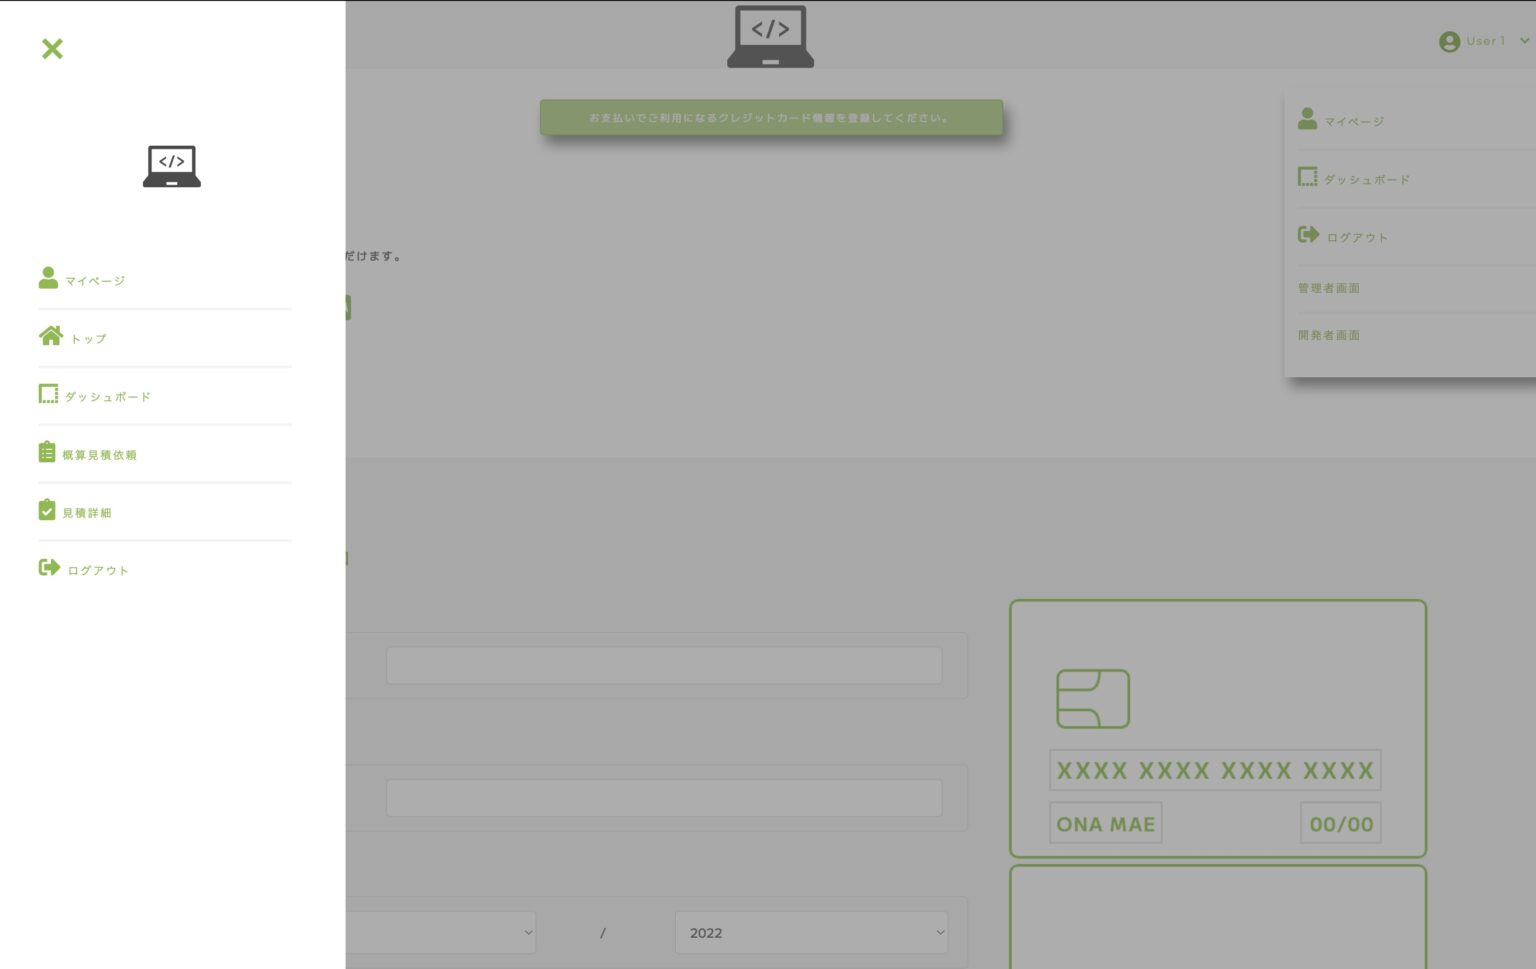 </>
User 1
お支払いでご利用になるクレジットカード情報を登録してください。
</>
マイページ
トップ
ダッシュボード
概算見積依頼
見積詳細
ログアウト
マイページ
ダッシュボード
ログアウト
管理者画面
開発者画面
だけます。
XXXX XXXX XXXX XXXX
ONA MAE
00/00
/
2022